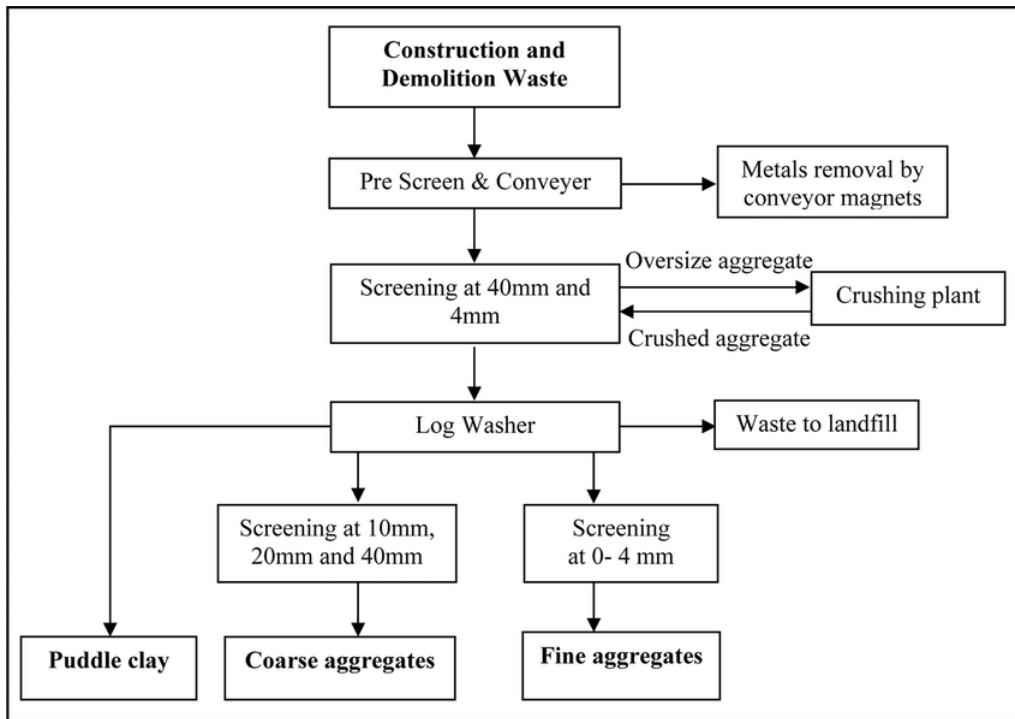 Construction and
Demolition Waste
Pre Screen & Conveyer
Metals removal by
conveyor magnets
Screening at 40mm and
4mm
Oversize aggregate
Crushing plant
Crushed aggregate
Log Washer
Waste to landfill
Screening at 10mm,
20mm and 40mm
Screening
at 0- 4 mm
Puddle clay
Coarse aggregates
Fine aggregates